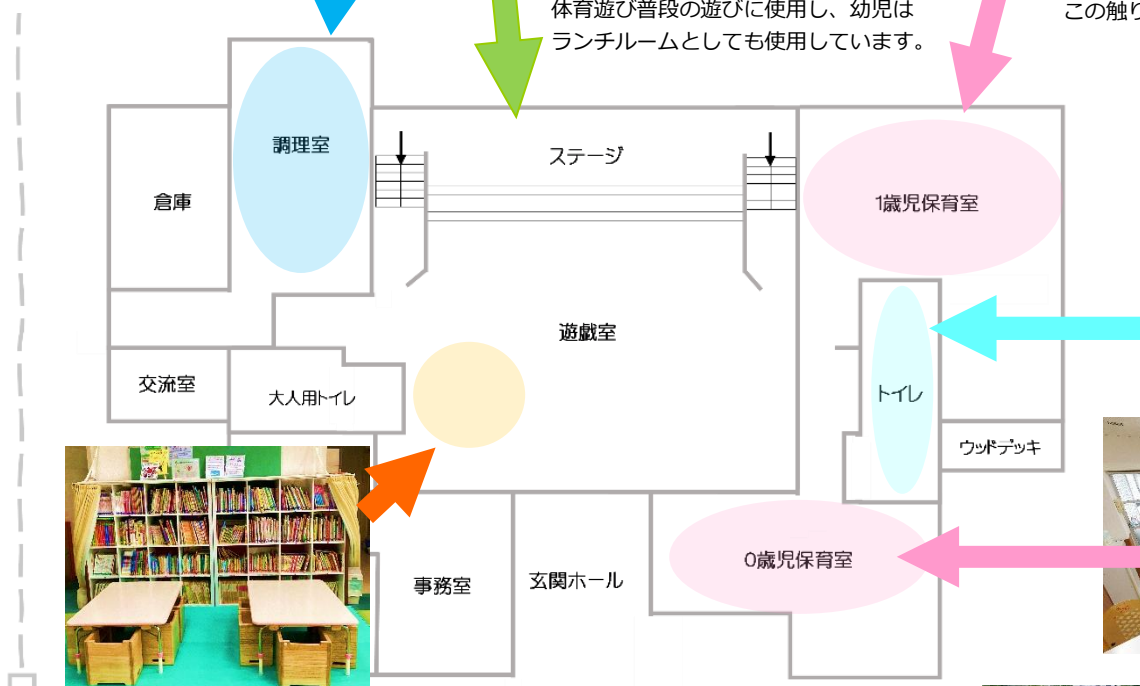 体育遊び普段の遊びに使用し、幼児は
ランチルームとしても使用しています。
この触り
調理室
ステージ
倉庫
1歳児保育室
遊戯室
交流室
大人用トイレ
トイレ
ウッドデッキ
0歳児保育室
事務室
玄関ホール